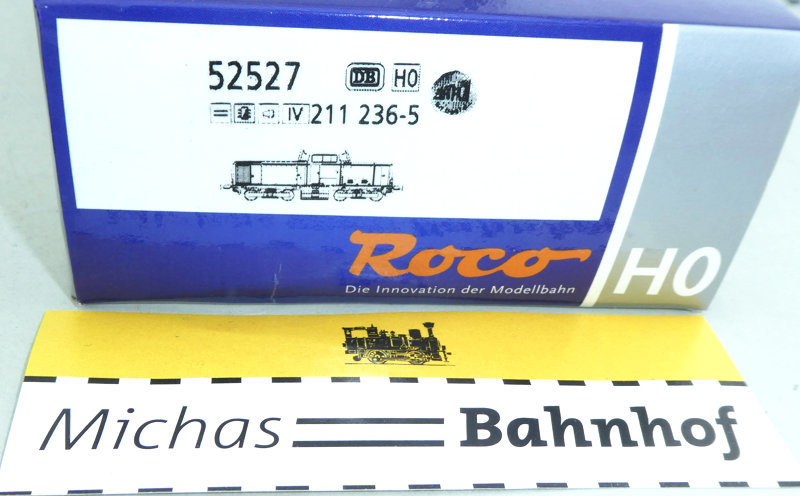 52527 DB H0
IV 211 236-5
Roco
Die Innovation der Modellbahn
H0
Michas Bahnhof